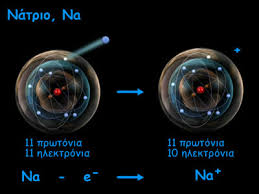 Νάτριο, Na
+
11 πρωτόνια
11 ηλεκτρόνια
11 πρωτόνια
10 ηλεκτρόνια
Na - e⁻ → Na⁺